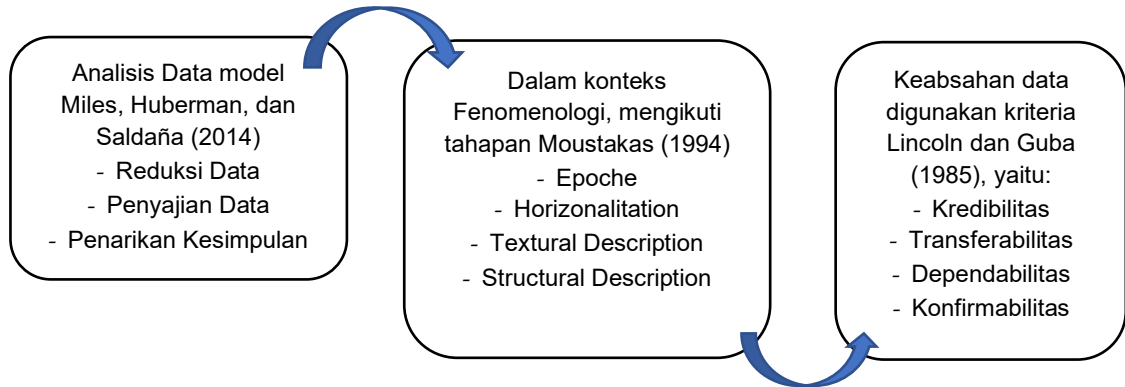 Analisis Data model
Miles, Huberman, dan
Saldaña (2014)
- Reduksi Data
- Penyajian Data
- Penarikan Kesimpulan
Dalam konteks
Fenomenologi, mengikuti
tahapan Moustakas (1994)
- Epoche
- Horizonalitation
- Textural Description
- Structural Description
Keabsahan data
digunakan kriteria
Lincoln dan Guba
(1985), yaitu:
- Kredibilitas
- Transferabilitas
- Dependabilitas
- Konfirmabilitas